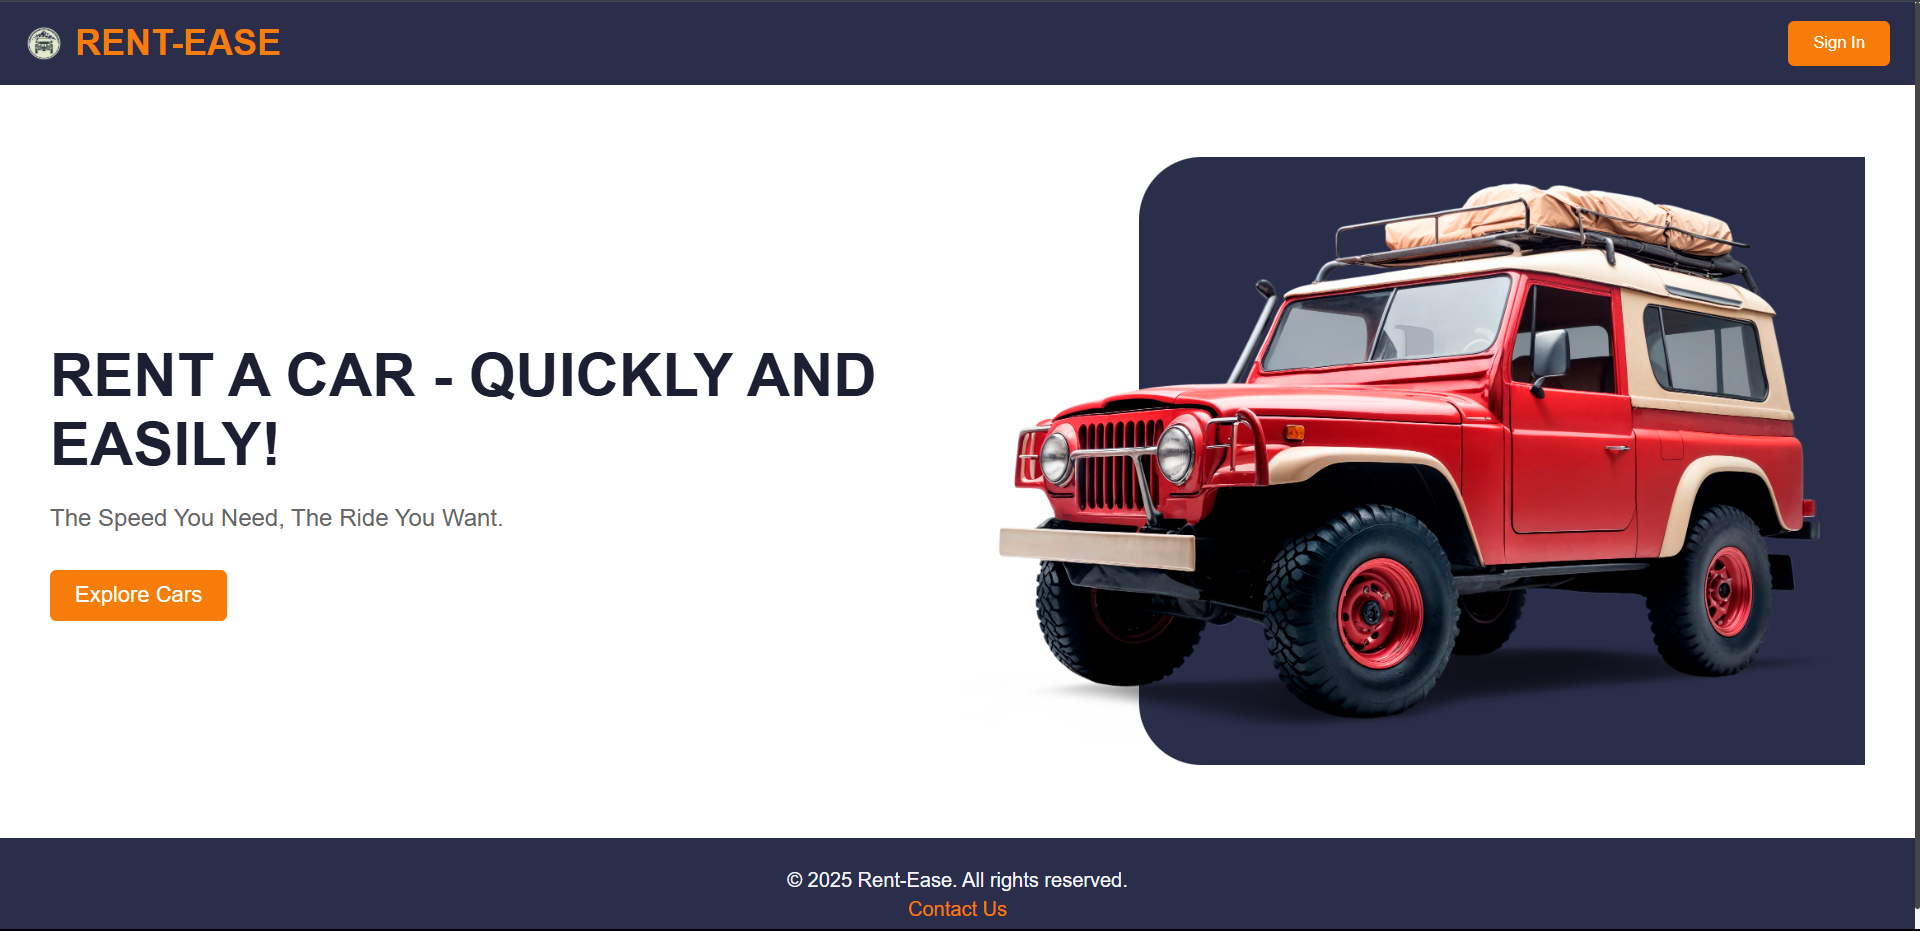 RENT-EASE
Sign In
RENT A CAR - QUICKLY AND
EASILY!
The Speed You Need, The Ride You Want.
Explore Cars
© 2025 Rent-Ease. All rights reserved.
Contact Us